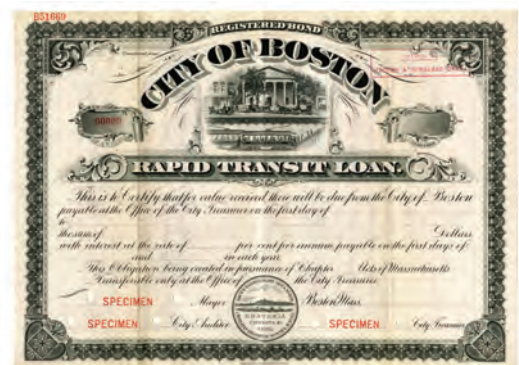 B51669
REGISTERED BOND
CITY OF BOSTON
00000
RAPID TRANSIT LOAN.
This is to Certify that for value received there will be due from the City of Boston
payable at the Office of the City Treasurer on the first day of
to
the sum of Dollars
with interest at the rate of per cent per annum payable on the first days of
and in each year
This Obligation being created in pursuance of Chapter Acts of Massachusetts
Transferable only at the Office of the City Treasurer
SPECIMEN Mayor Boston, Mass.
SPECIMEN City Auditor SPECIMEN City Treasurer
BOSTONIA